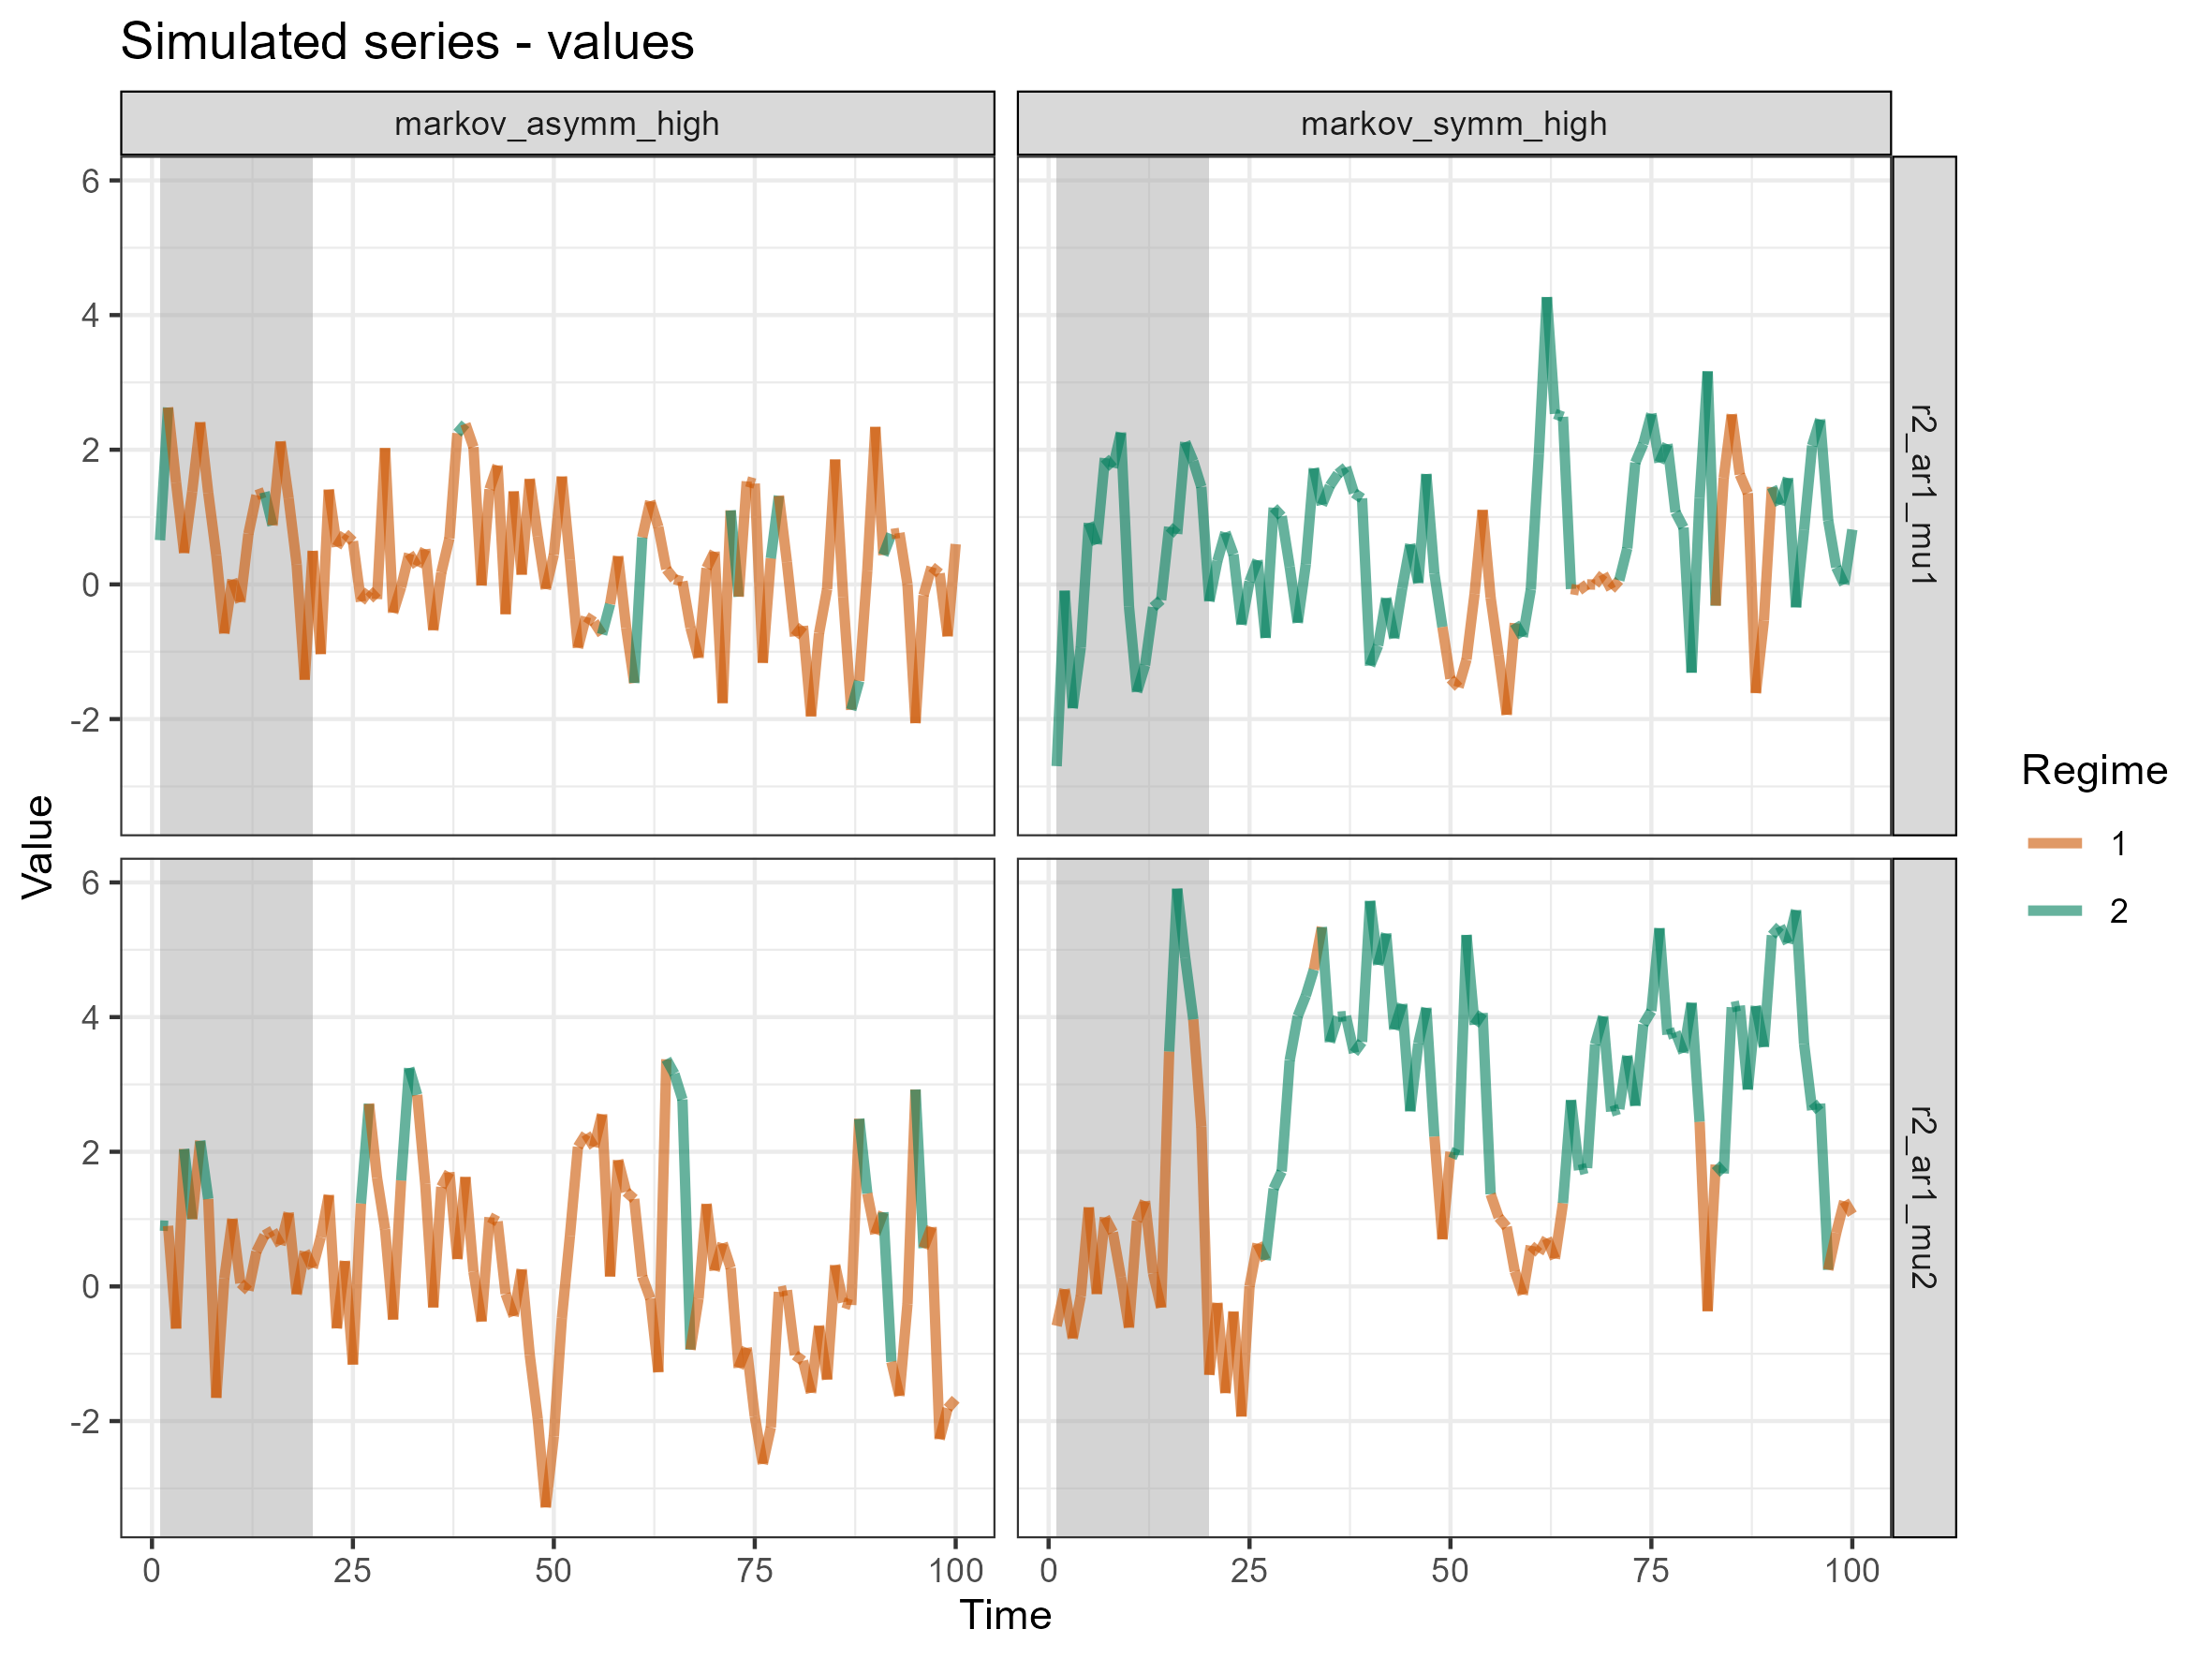 Simulated series - values
markov_asymm_high
markov_symm_high
6
4
2
0
-2
r2_ar1_mu1
6
4
2
0
-2
r2_ar1_mu2
Value
0 25 50 75 100
0 25 50 75 100
Time
Regime
1
2